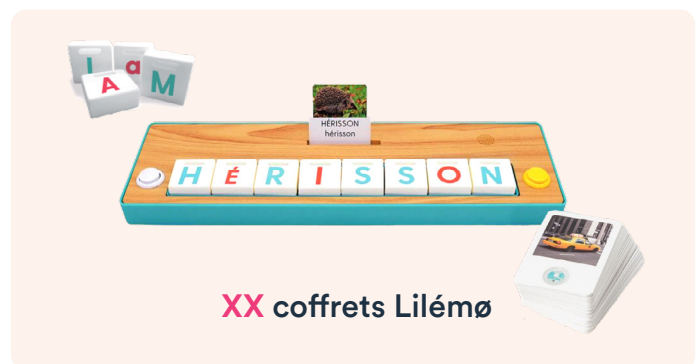 L a
A M
HÉRISSON
hérisson
HÉRISSON
XX coffrets Lilémø